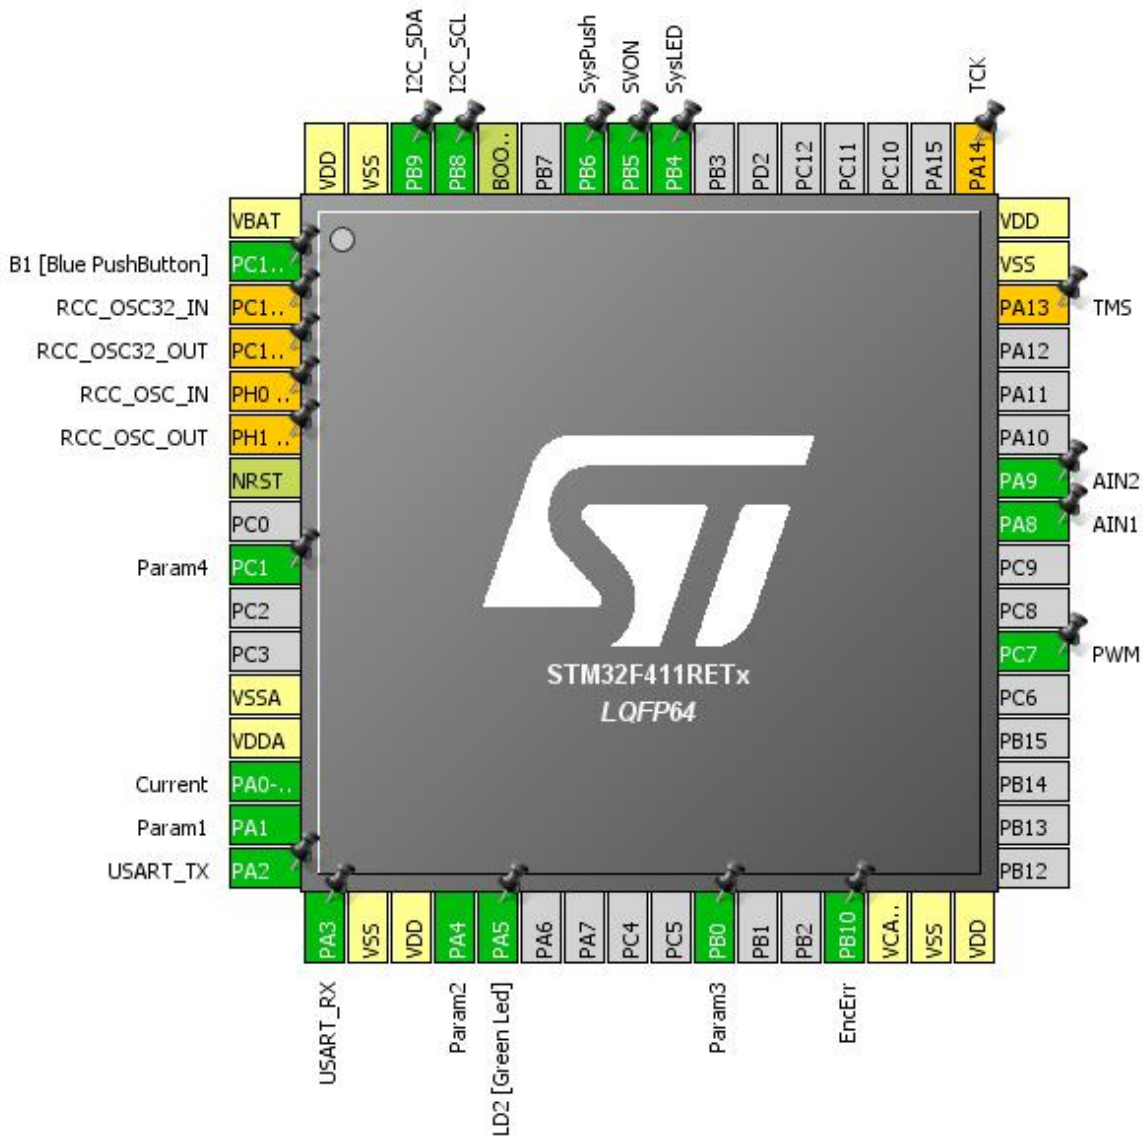 I2C_SDA
I2C_SCL
SysPush
SVON
SysLED
TCK
VDD
VSS
PB9
PB8
BOO..
PB7
PB6
PB5
PB4
PB3
PD2
PC12
PC11
PC10
PA15
PA14
VBAT
B1 [Blue PushButton] PC1..
RCC_OSC32_IN PC1..
RCC_OSC32_OUT PC1..
RCC_OSC_IN PH0 ..
RCC_OSC_OUT PH1 ..
NRST
PC0
Param4 PC1
PC2
PC3
VSSA
VDDA
Current PA0-..
Param1 PA1
USART_TX PA2
STM32F411RETx
LQFP64
VDD
VSS
PA13 TMS
PA12
PA11
PA10
PA9 AIN2
PA8 AIN1
PC9
PC8
PC7 PWM
PC6
PB15
PB14
PB13
PB12
PA3
VSS
VDD
PA4
PA5
PA6
PA7
PC4
PC5
PB0
PB1
PB2
PB10
VCA..
VSS
VDD
USART_RX
Param2
LD2 [Green Led]
Param3
EncErr